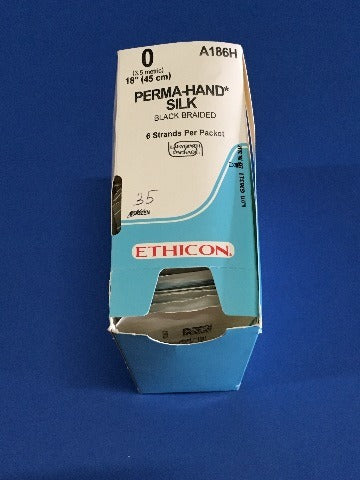 0
A186H
(3.5 metric)
18" (45 cm)
PERMA-HAND*
SILK
BLACK BRAIDED
6 Strands Per Packet
35
ETHICON